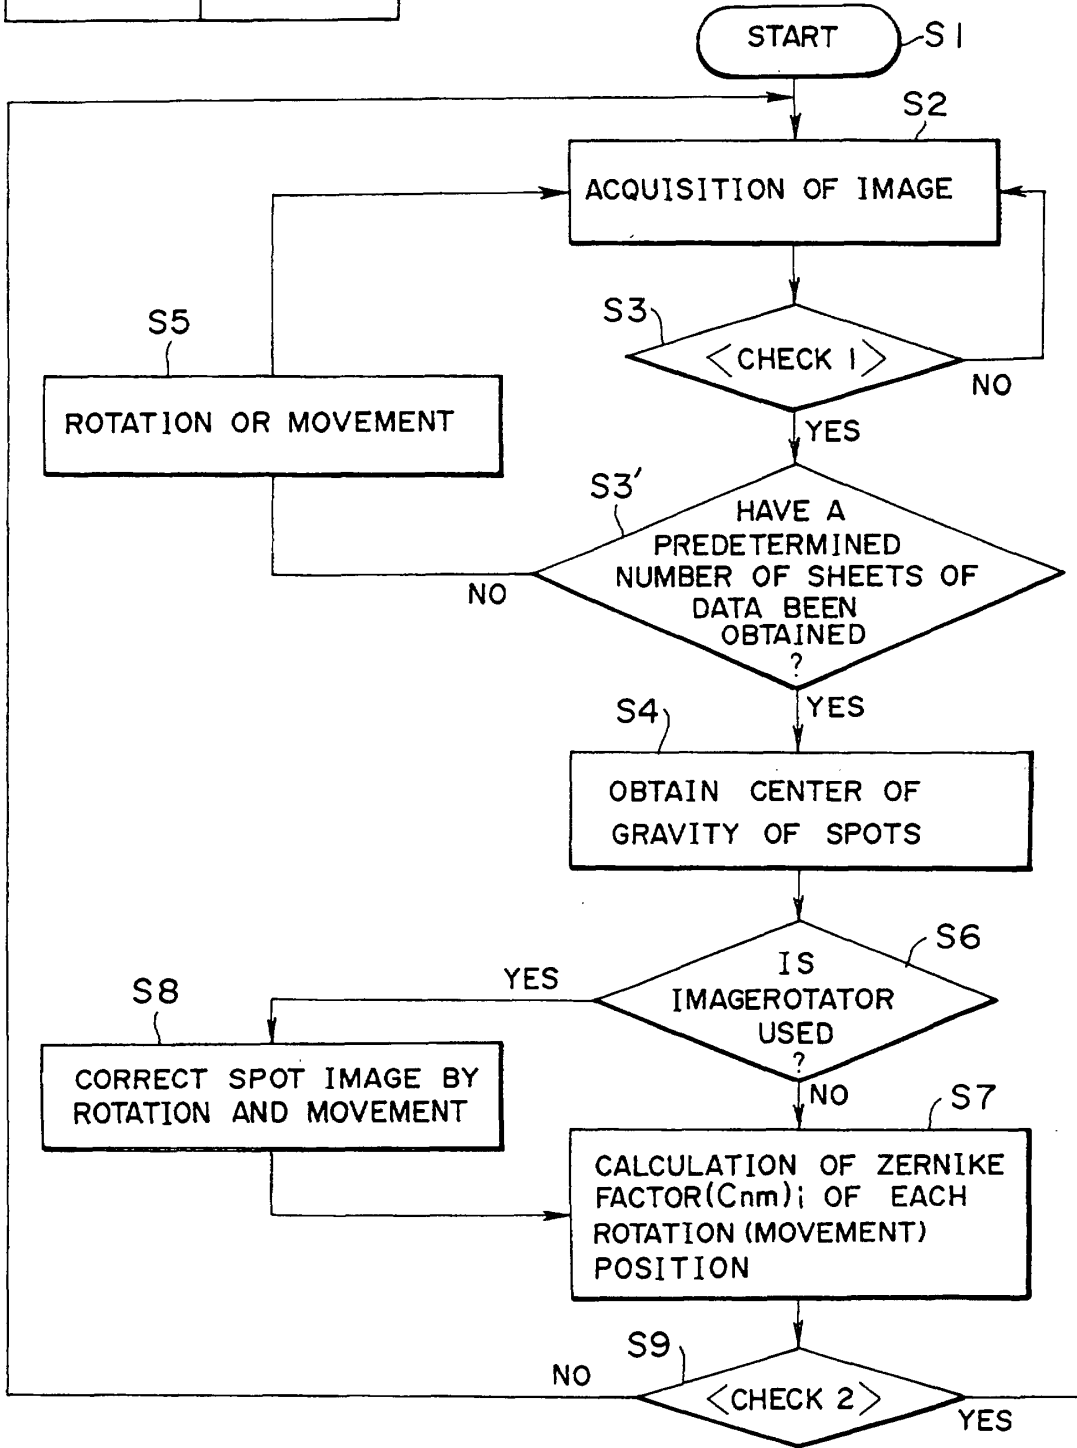 START
S1
S2
ACQUISITION OF IMAGE
S3
<CHECK 1>
NO
YES
S5
ROTATION OR MOVEMENT
S3'
HAVE A
PREDETERMINED
NUMBER OF SHEETS OF
DATA BEEN
OBTAINED
?
NO
YES
S4
OBTAIN CENTER OF
GRAVITY OF SPOTS
S6
IS
IMAGEROTATOR
USED
?
YES
NO
S8
CORRECT SPOT IMAGE BY
ROTATION AND MOVEMENT
S7
CALCULATION OF ZERNIKE
FACTOR(Cnm)i OF EACH
ROTATION (MOVEMENT)
POSITION
S9
<CHECK 2>
NO
YES